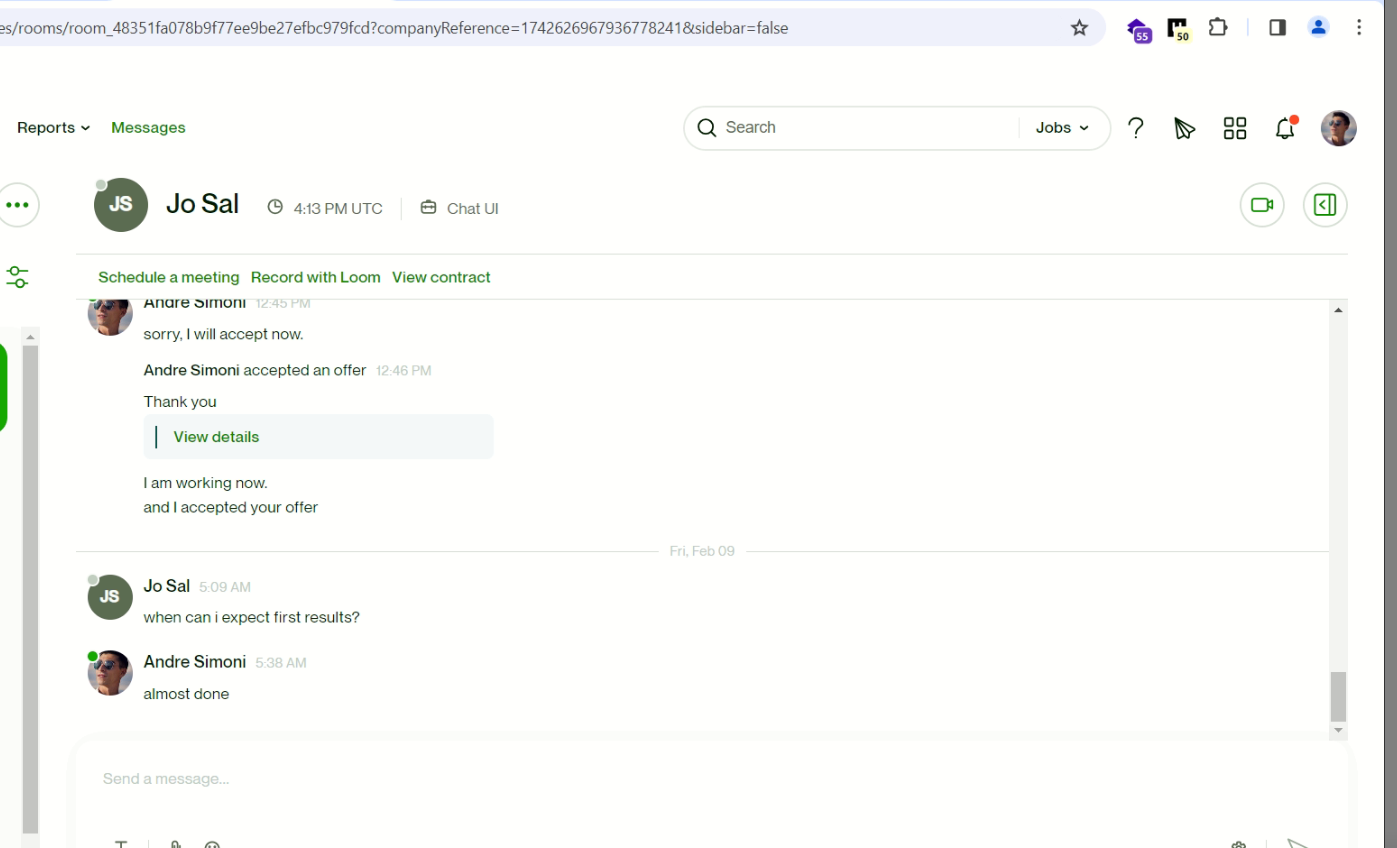 es/rooms/room_48351fa078b9f77ee9be27efbc979fcd?companyReference=1742626967936778241&sidebar=false
55
50
Reports
Messages
Search
Jobs
JS
Jo Sal
4:13 PM UTC
Chat UI
Schedule a meeting
Record with Loom
View contract
Andre Simoni 12:45 PM
sorry, I will accept now.
Andre Simoni accepted an offer 12:46 PM
Thank you
View details
I am working now.
and I accepted your offer
Fri, Feb 09
JS
Jo Sal 5:09 AM
when can i expect first results?
Andre Simoni 5:38 AM
almost done
Send a message...